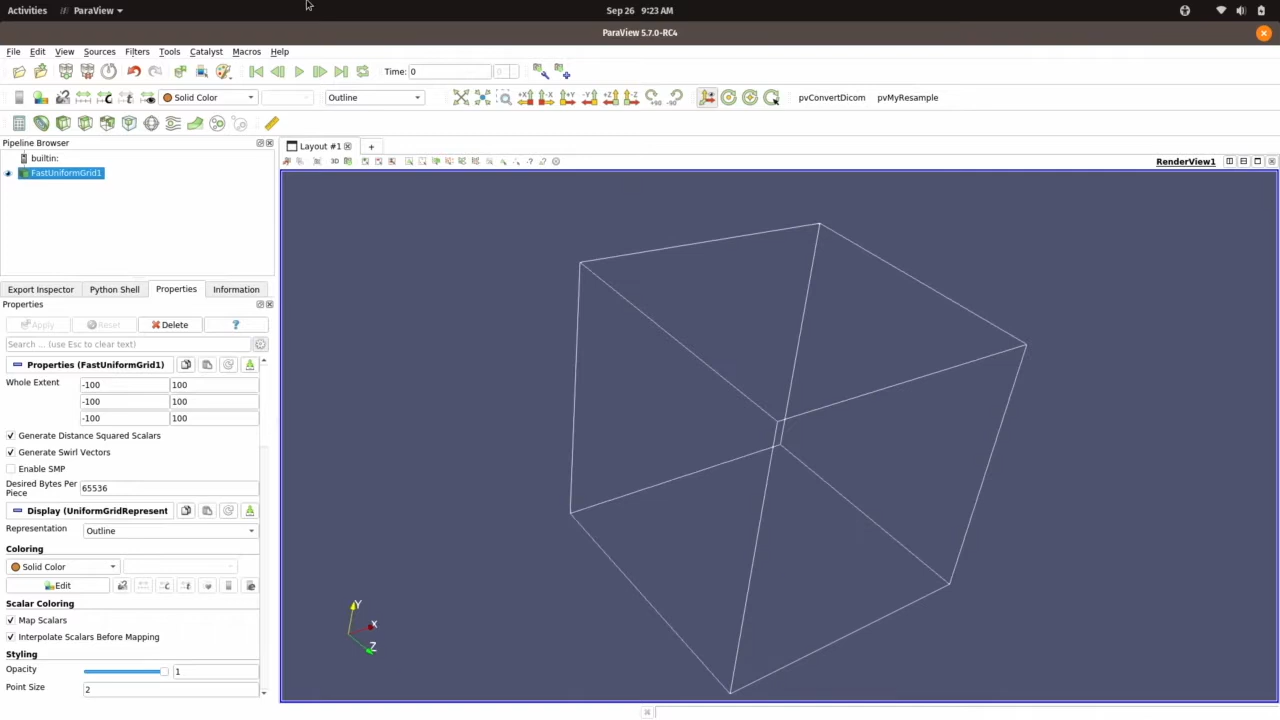 Activities ParaView Sep 26 9:23 AM
ParaView 5.7.0-RC4
File Edit View Sources Filters Tools Catalyst Macros Help
Time: 0 0
Solid Color Outline +X -X +Y -Y +Z -Z +90 -90 pvConvertDicom pvMyResample
Pipeline Browser
Layout #1 +
builtin:
3D RenderView1
FastUniformGrid1
Export Inspector Python Shell Properties Information
Properties
Apply Reset Delete ?
Search ... (use Esc to clear text)
Properties (FastUniformGrid1)
Whole Extent -100 100
-100 100
-100 100
Generate Distance Squared Scalars
Generate Swirl Vectors
Enable SMP
Desired Bytes Per Piece 65536
Display (UniformGridRepresent
Representation Outline
Coloring
Solid Color
Edit
Scalar Coloring
Map Scalars
Interpolate Scalars Before Mapping
Styling
Opacity 1
Point Size 2
Y
X
Z